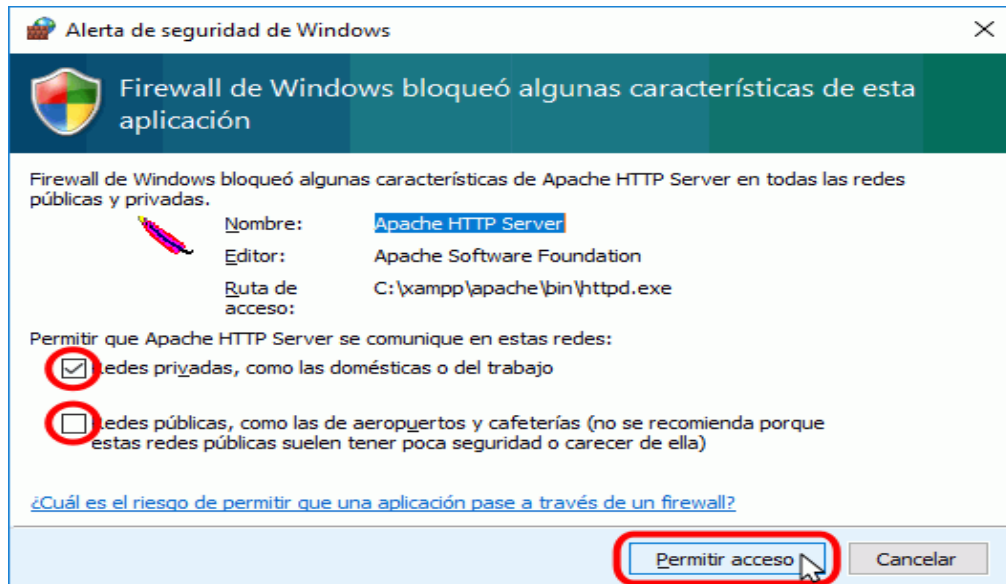 Alerta de seguridad de Windows
Firewall de Windows bloqueó algunas características de esta
aplicación
Firewall de Windows bloqueó algunas características de Apache HTTP Server en todas las redes
públicas y privadas.
Nombre: Apache HTTP Server
Editor: Apache Software Foundation
Ruta de C:\xampp\apache\bin\httpd.exe
acceso:
Permitir que Apache HTTP Server se comunique en estas redes:
Redes privadas, como las domésticas o del trabajo
Redes públicas, como las de aeropuertos y cafeterías (no se recomienda porque
estas redes públicas suelen tener poca seguridad o carecer de ella)
¿Cuál es el riesgo de permitir que una aplicación pase a través de un firewall?
Permitir acceso Cancelar